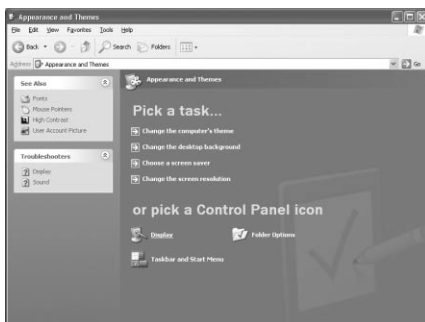 Appearance and Themes
File Edit View Favorites Tools Help
Back Search Folders
Address Appearance and Themes Go
See Also
Fonts
Mouse Pointers
High Contrast
User Account Picture
Troubleshooters
Display
Sound
Appearance and Themes
Pick a task...
Change the computer's theme
Change the desktop background
Choose a screen saver
Change the screen resolution
or pick a Control Panel icon
Display Folder Options
Taskbar and Start Menu